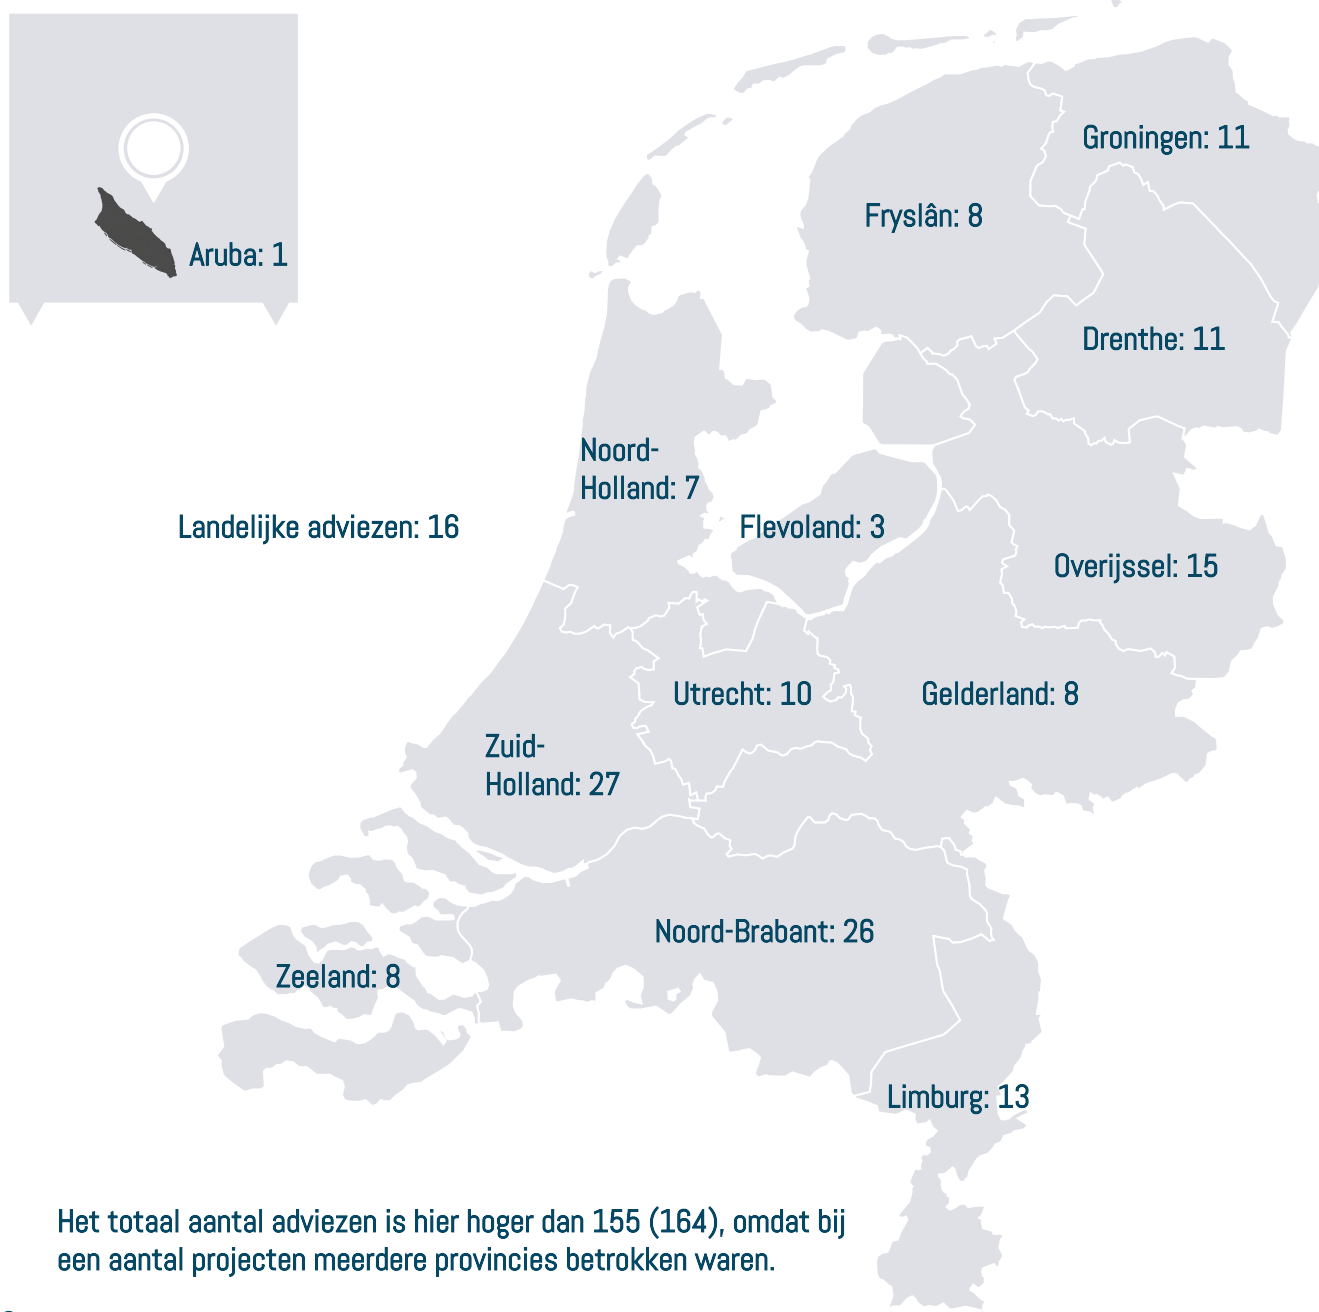 Groningen: 11
Fryslân: 8
Aruba: 1
Drenthe: 11
Noord-
Holland: 7
Landelijke adviezen: 16
Flevoland: 3
Overijssel: 15
Utrecht: 10
Gelderland: 8
Zuid-
Holland: 27
Noord-Brabant: 26
Zeeland: 8
Limburg: 13
Het totaal aantal adviezen is hier hoger dan 155 (164), omdat bij
een aantal projecten meerdere provincies betrokken waren.